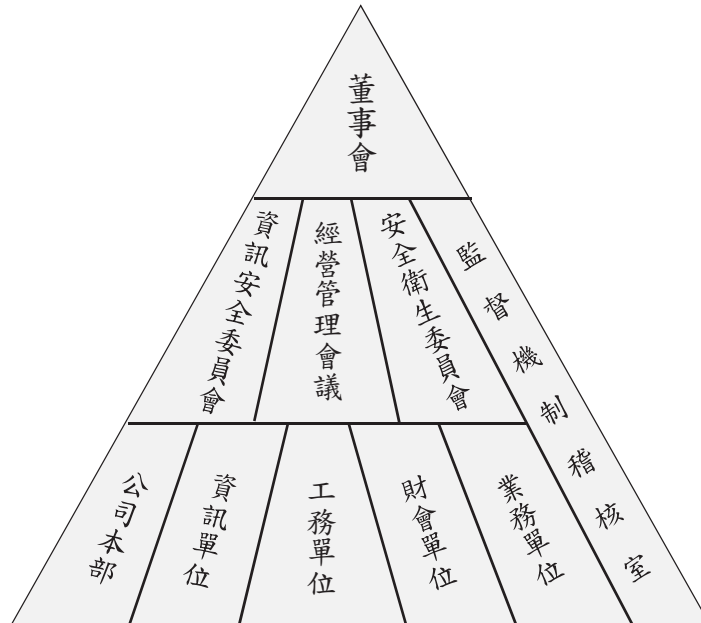 董事會
資訊安全委員會
經營管理會議
安全衛生委員會
監督機制稽核室
公司本部
資訊單位
工務單位
財會單位
業務單位